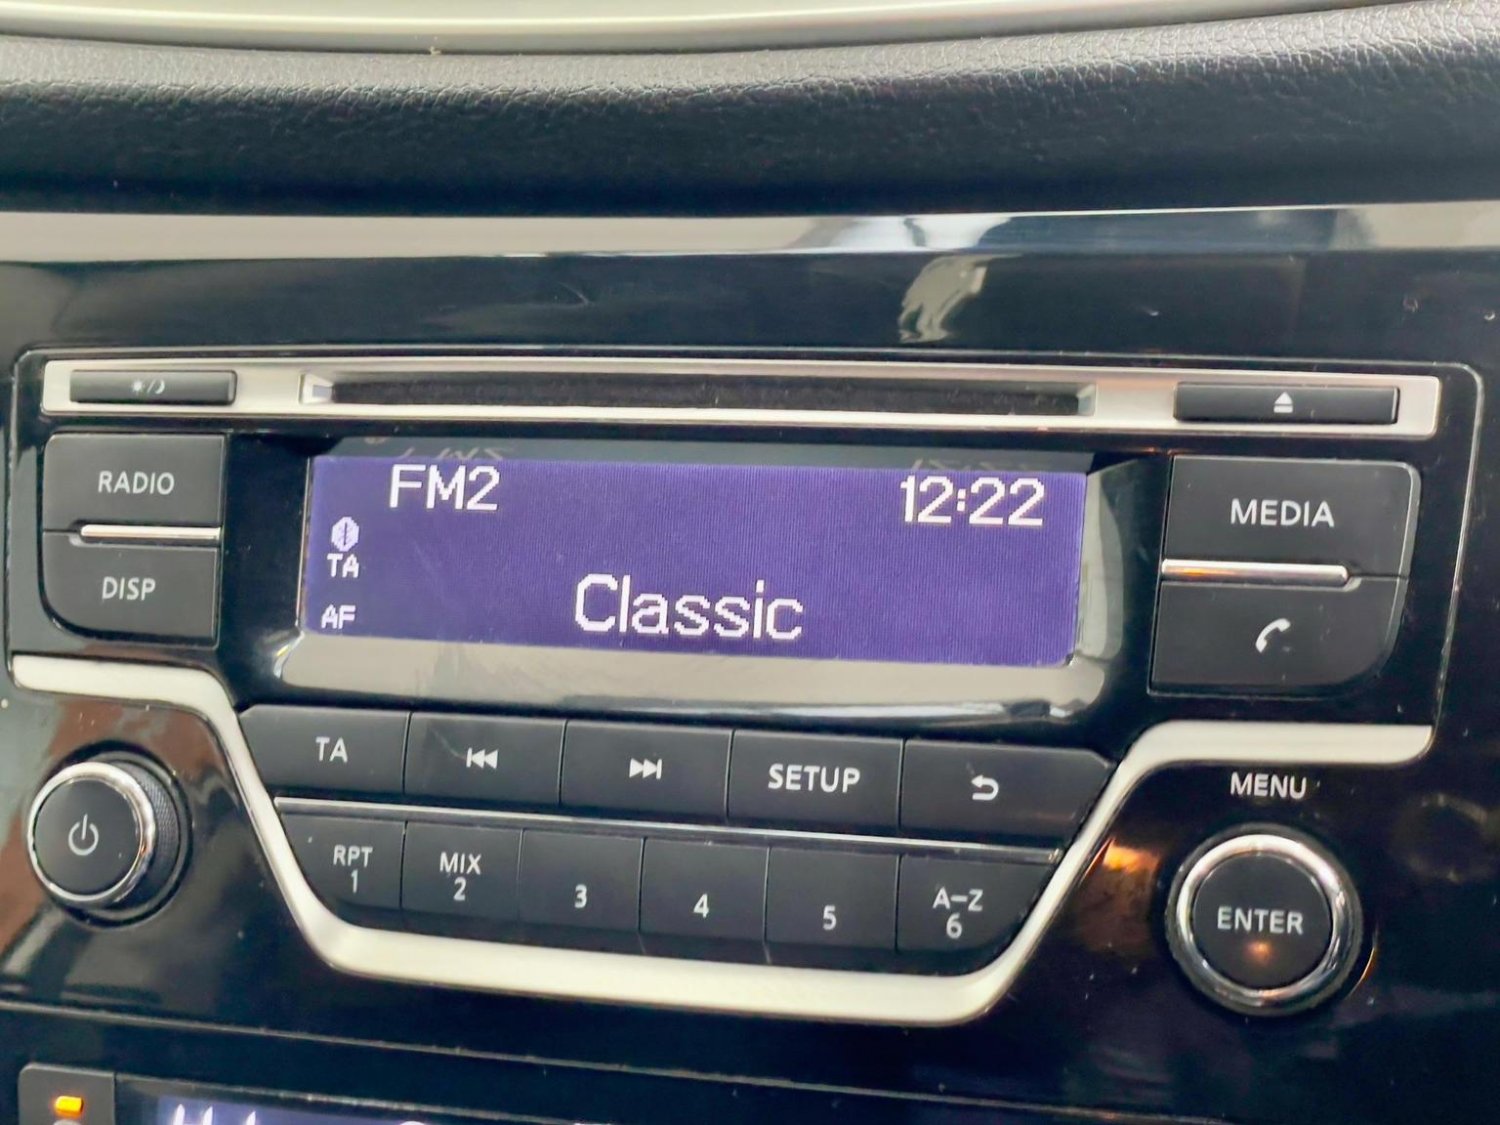 RADIO
DISP
FM2
12:22
TA
AF
Classic
MEDIA
TA
SETUP
MENU
RPT
1
MIX
2
3
4
5
A-Z
6
ENTER